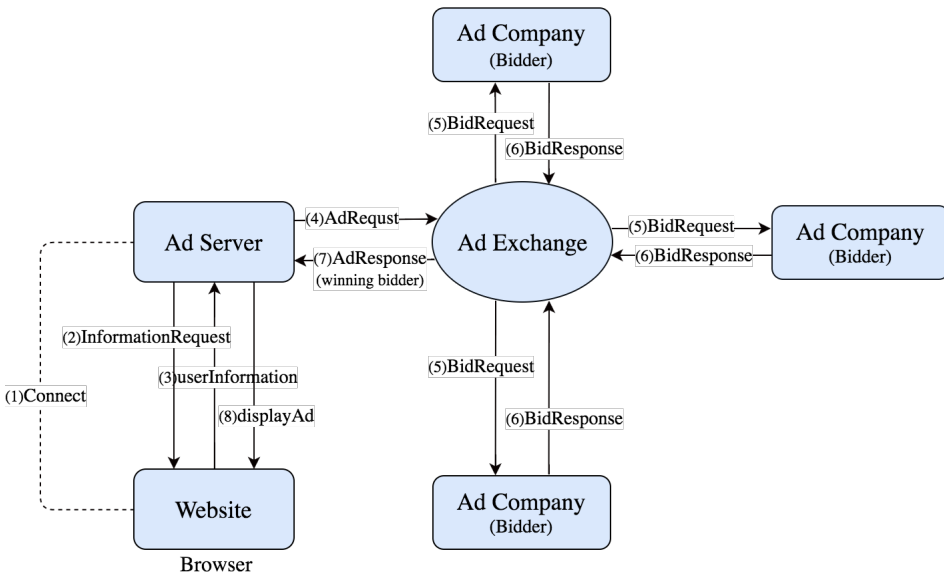 Ad Company
(Bidder)
(5)BidRequest
(6)BidResponse
(4)AdRequst
Ad Server
Ad Exchange
(5)BidRequest
(6)BidResponse
Ad Company
(Bidder)
(7)AdResponse
(winning bidder)
(2)InformationRequest
(3)userInformation
(8)displayAd
(1)Connect
(5)BidRequest
(6)BidResponse
Website
Browser
Ad Company
(Bidder)